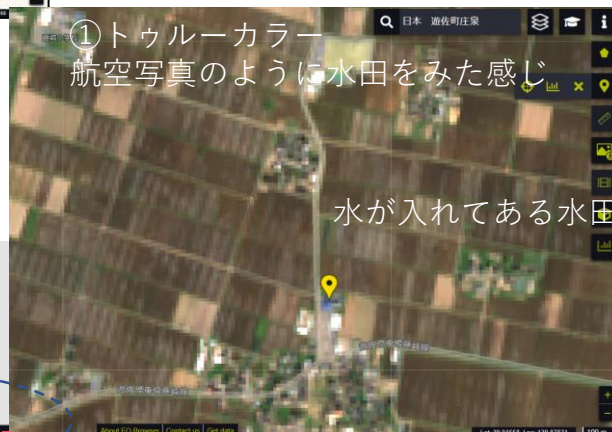 ①トゥルーカラー
日本 遊佐町庄泉
航空写真のように水田をみた感じ
水が入れてある水田
About EO Browser | Contact us | Get data
100 m